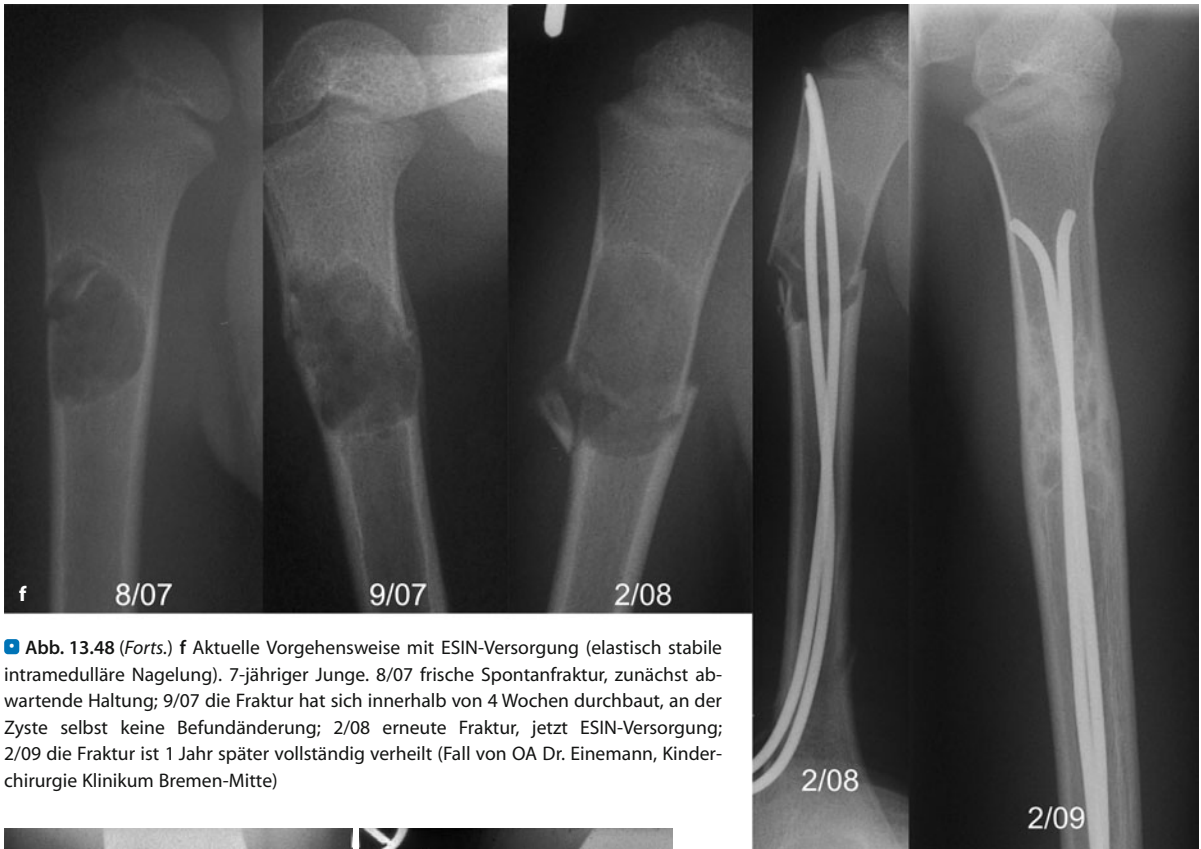 f
8/07
9/07
2/08
2/08
2/09
Abb. 13.48 (Forts.) f Aktuelle Vorgehensweise mit ESIN-Versorgung (elastisch stabile
intramedulläre Nagelung). 7-jähriger Junge. 8/07 frische Spontanfraktur, zunächst ab-
wartende Haltung; 9/07 die Fraktur hat sich innerhalb von 4 Wochen durchbaut, an der
Zyste selbst keine Befundänderung; 2/08 erneute Fraktur, jetzt ESIN-Versorgung;
2/09 die Fraktur ist 1 Jahr später vollständig verheilt (Fall von OA Dr. Einemann, Kinder-
chirurgie Klinikum Bremen-Mitte)